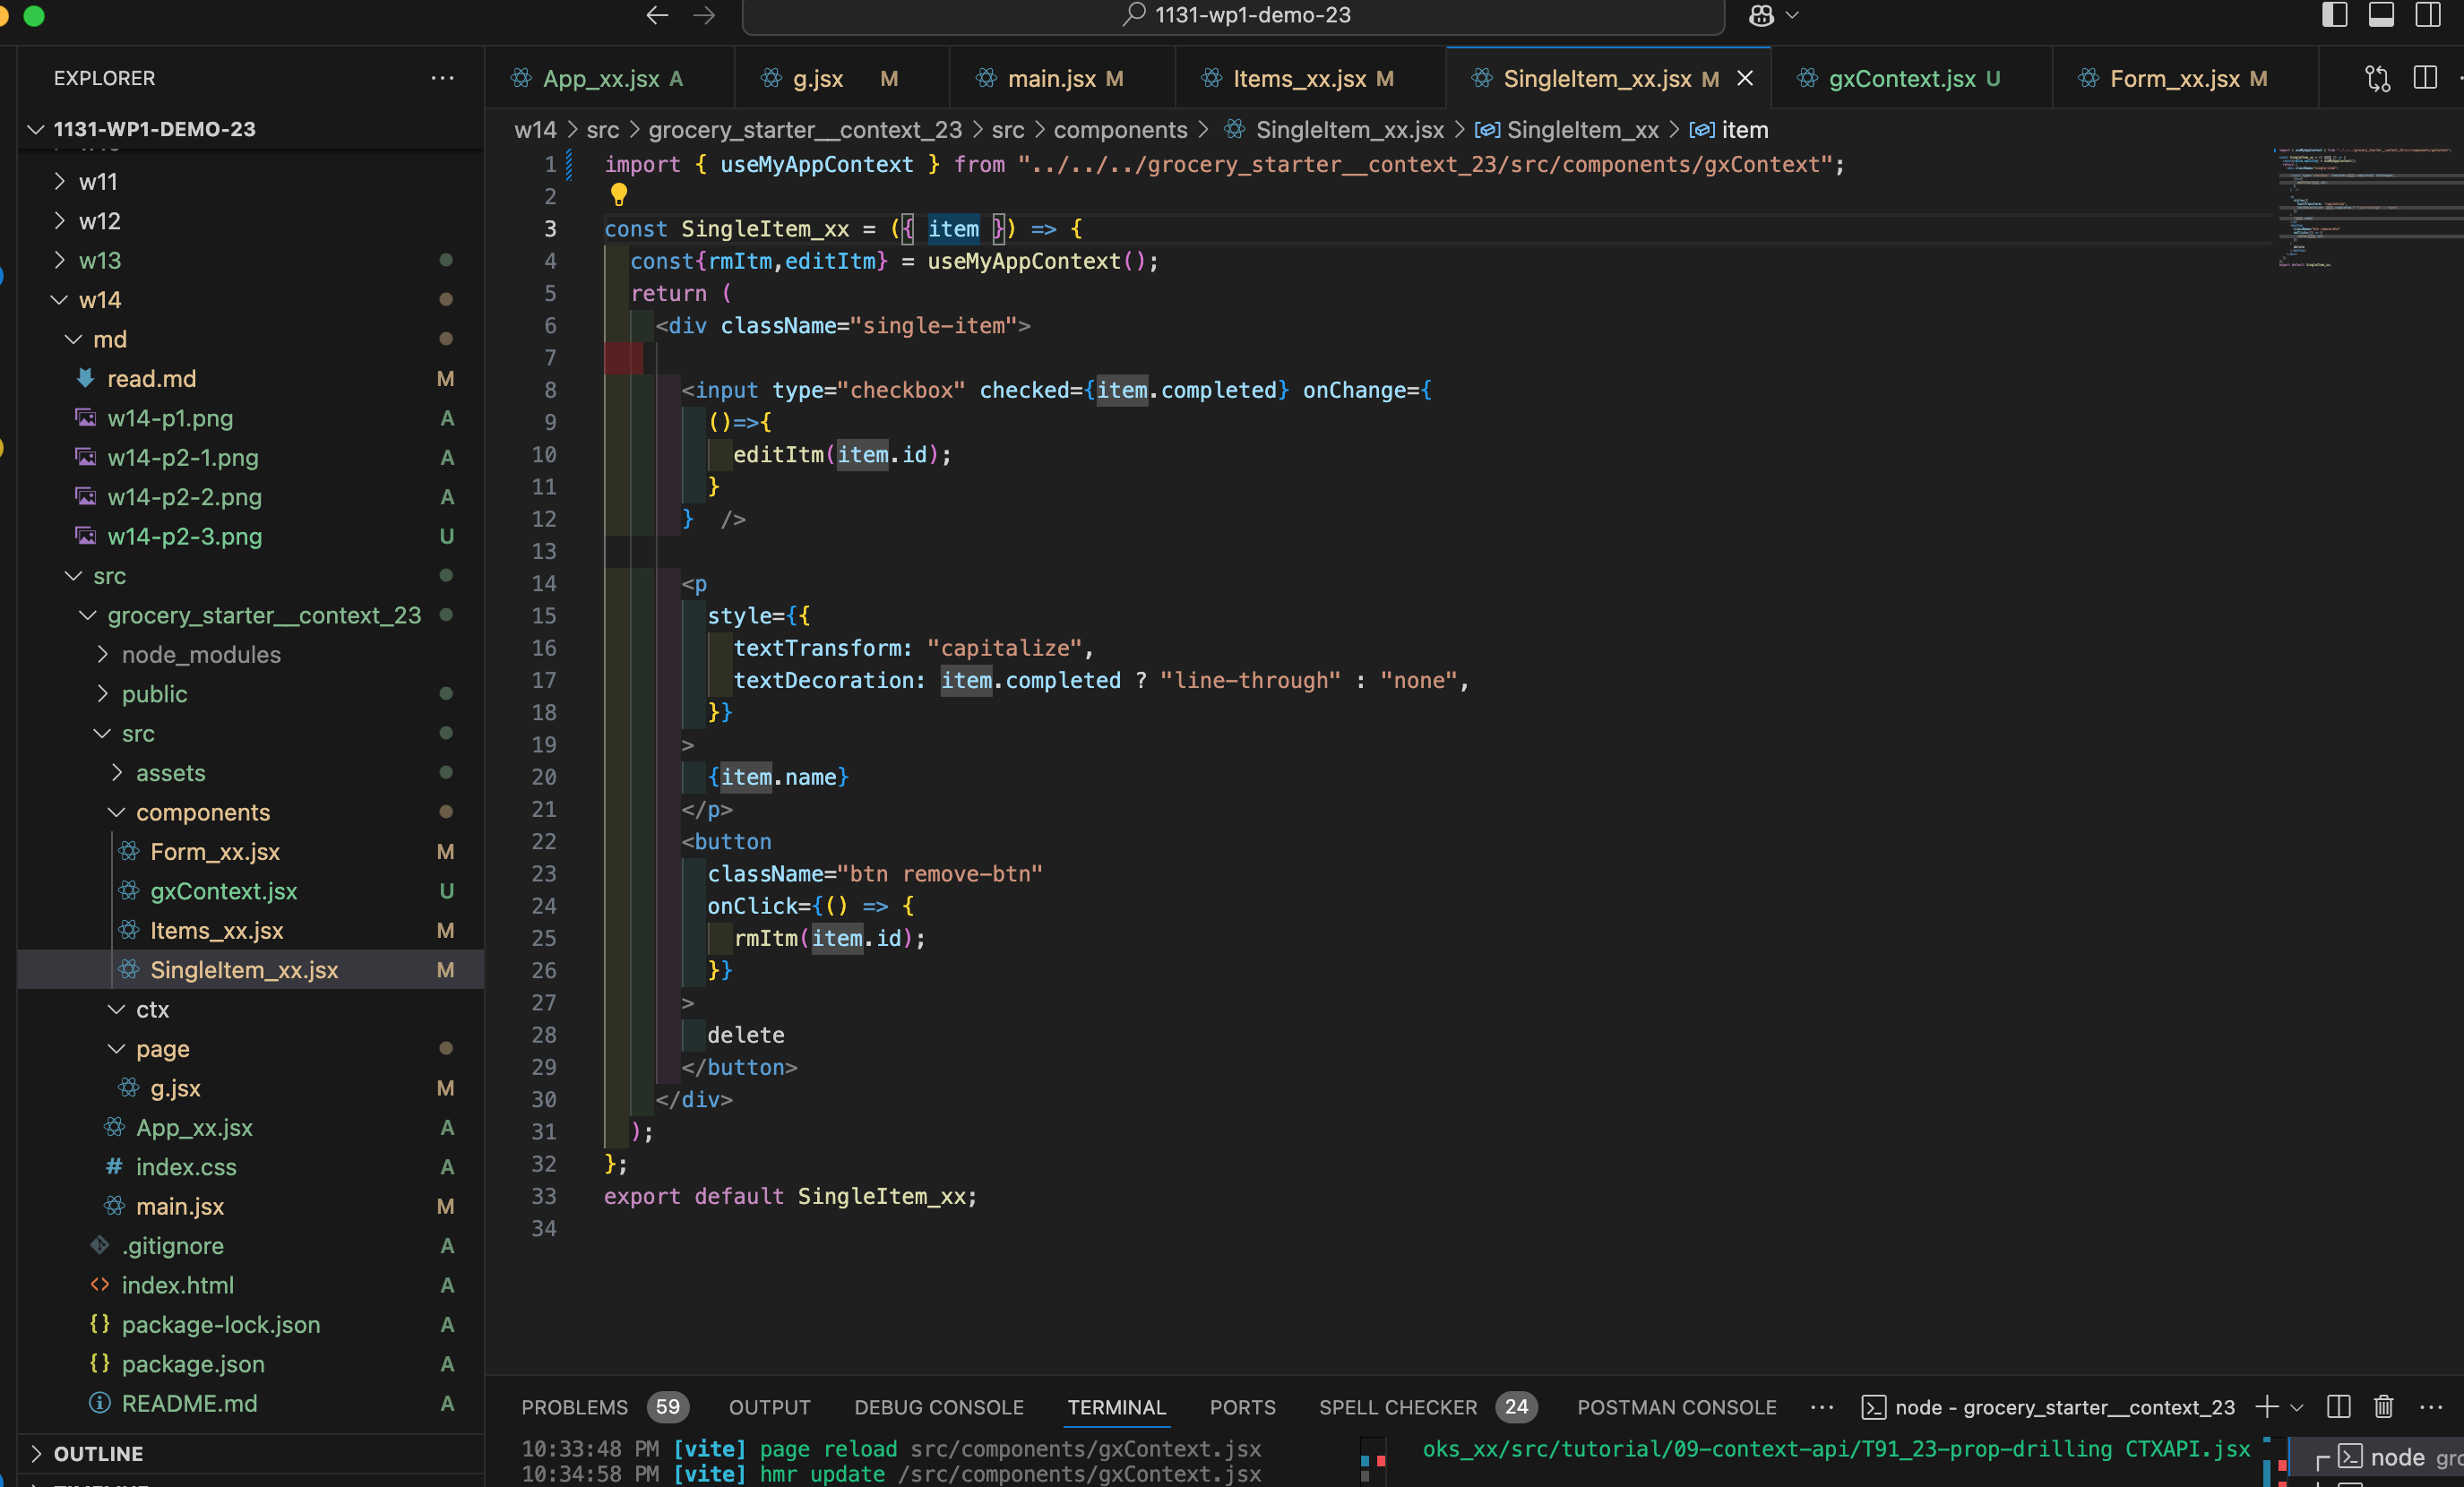 1131-wp1-demo-23
EXPLORER
1131-WP1-DEMO-23
w11
w12
w13
w14
md
read.md M
w14-p1.png A
w14-p2-1.png A
w14-p2-2.png A
w14-p2-3.png U
src
grocery_starter__context_23
node_modules
public
src
assets
components
Form_xx.jsx M
gxContext.jsx U
Items_xx.jsx M
SingleItem_xx.jsx M
ctx
page
g.jsx M
App_xx.jsx A
index.css A
main.jsx M
.gitignore A
index.html A
package-lock.json A
package.json A
README.md A
OUTLINE
App_xx.jsx A g.jsx M main.jsx M Items_xx.jsx M SingleItem_xx.jsx M gxContext.jsx U Form_xx.jsx M
w14 > src > grocery_starter__context_23 > src > components > SingleItem_xx.jsx > SingleItem_xx > item
1 import { useMyAppContext } from "../../../grocery_starter__context_23/src/components/gxContext";
2
3 const SingleItem_xx = ({ item }) => {
4 const{rmItm,editItm} = useMyAppContext();
5 return (
6 <div className="single-item">
7
8 <input type="checkbox" checked={item.completed} onChange={
9 ()=>{
10 editItm(item.id);
11 }
12 } />
13
14 <p
15 style={{
16 textTransform: "capitalize",
17 textDecoration: item.completed ? "line-through" : "none",
18 }}
19 >
20 {item.name}
21 </p>
22 <button
23 className="btn remove-btn"
24 onClick={() => {
25 rmItm(item.id);
26 }}
27 >
28 delete
29 </button>
30 </div>
31 );
32 };
33 export default SingleItem_xx;
34
PROBLEMS 59 OUTPUT DEBUG CONSOLE TERMINAL PORTS SPELL CHECKER 24 POSTMAN CONSOLE node - grocery_starter__context_23
10:33:48 PM [vite] page reload src/components/gxContext.jsx
10:34:58 PM [vite] hmr update /src/components/gxContext.jsx
oks_xx/src/tutorial/09-context-api/T91_23-prop-drilling CTXAPI.jsx
node